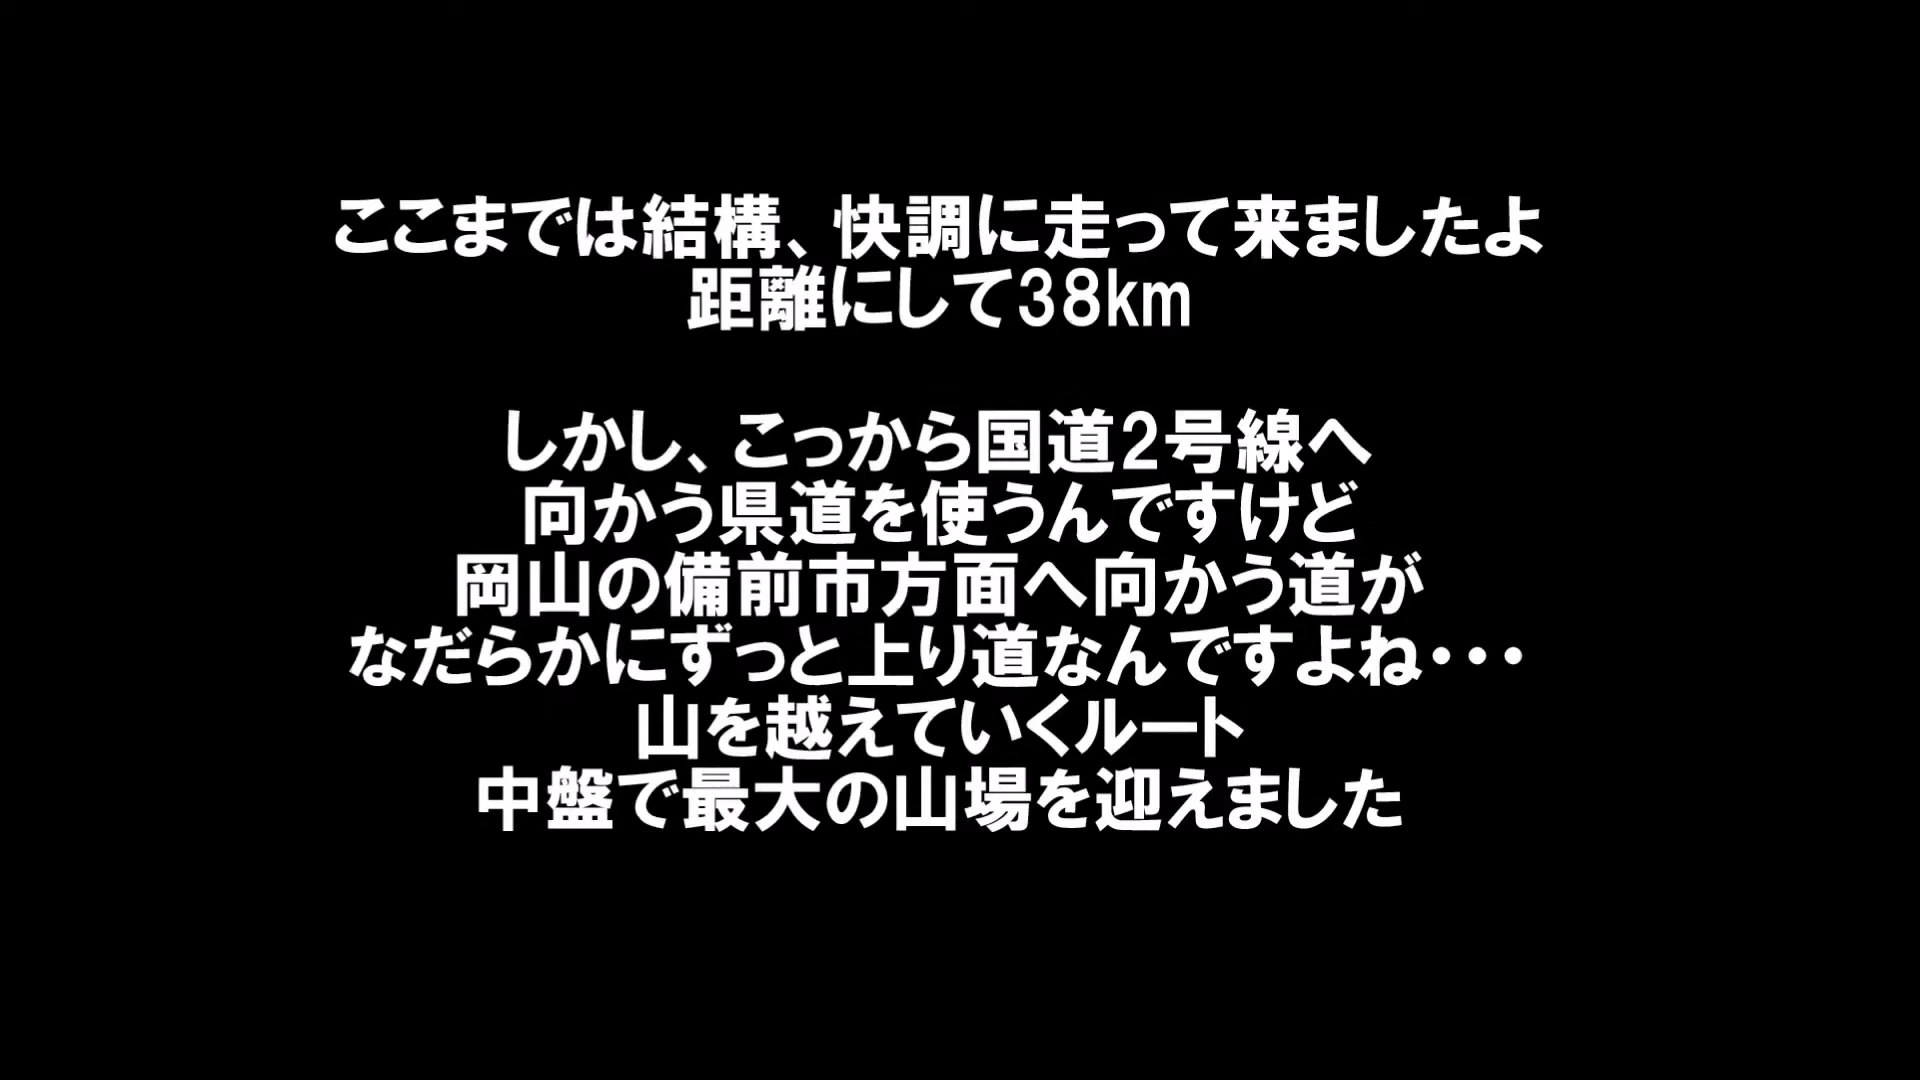 ここまでは結構、快調に走って来ましたよ
距離にして38km
しかし、こっから国道2号線へ
向かう県道を使うんですけど
岡山の備前市方面へ向かう道が
なだらかにずっと上り道なんですよね・・・
山を越えていくルート
中盤で最大の山場を迎えました